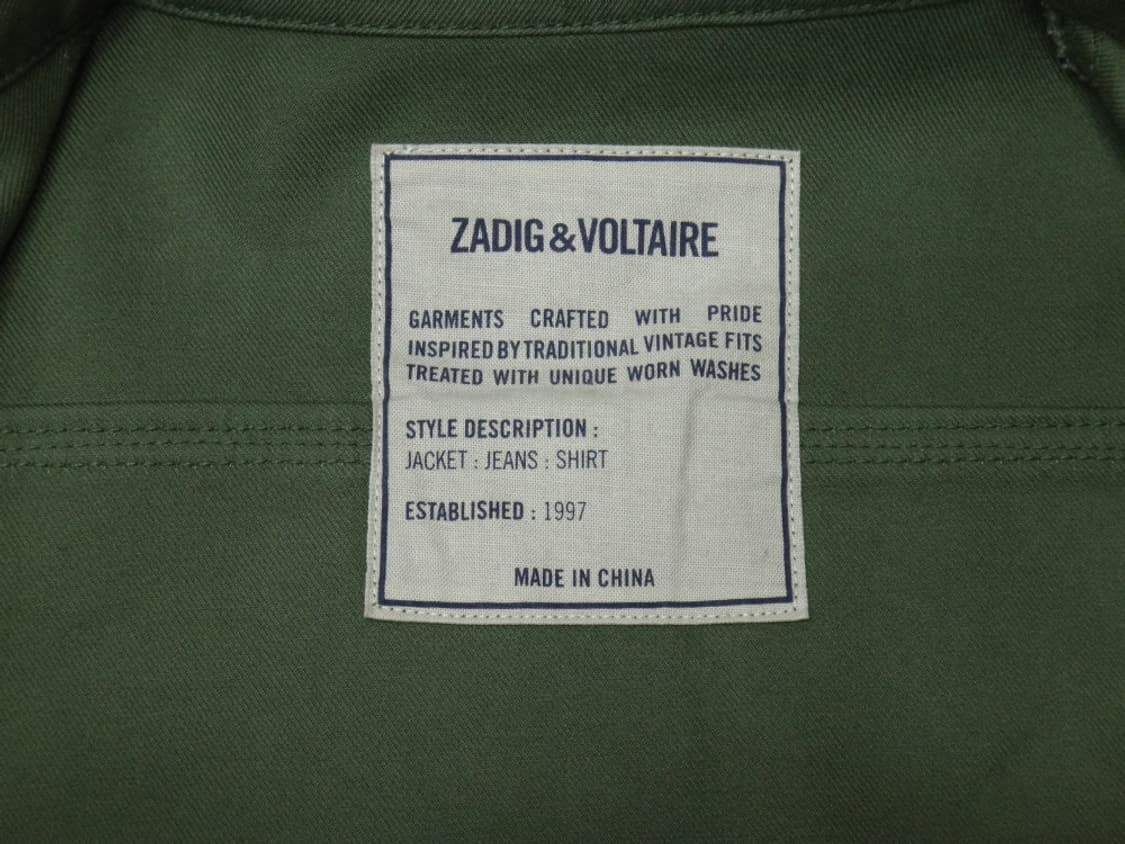 ZADIG&VOLTAIRE
GARMENTS CRAFTED WITH PRIDE
INSPIRED BY TRADITIONAL VINTAGE FITS
TREATED WITH UNIQUE WORN WASHES
STYLE DESCRIPTION :
JACKET : JEANS : SHIRT
ESTABLISHED : 1997
MADE IN CHINA